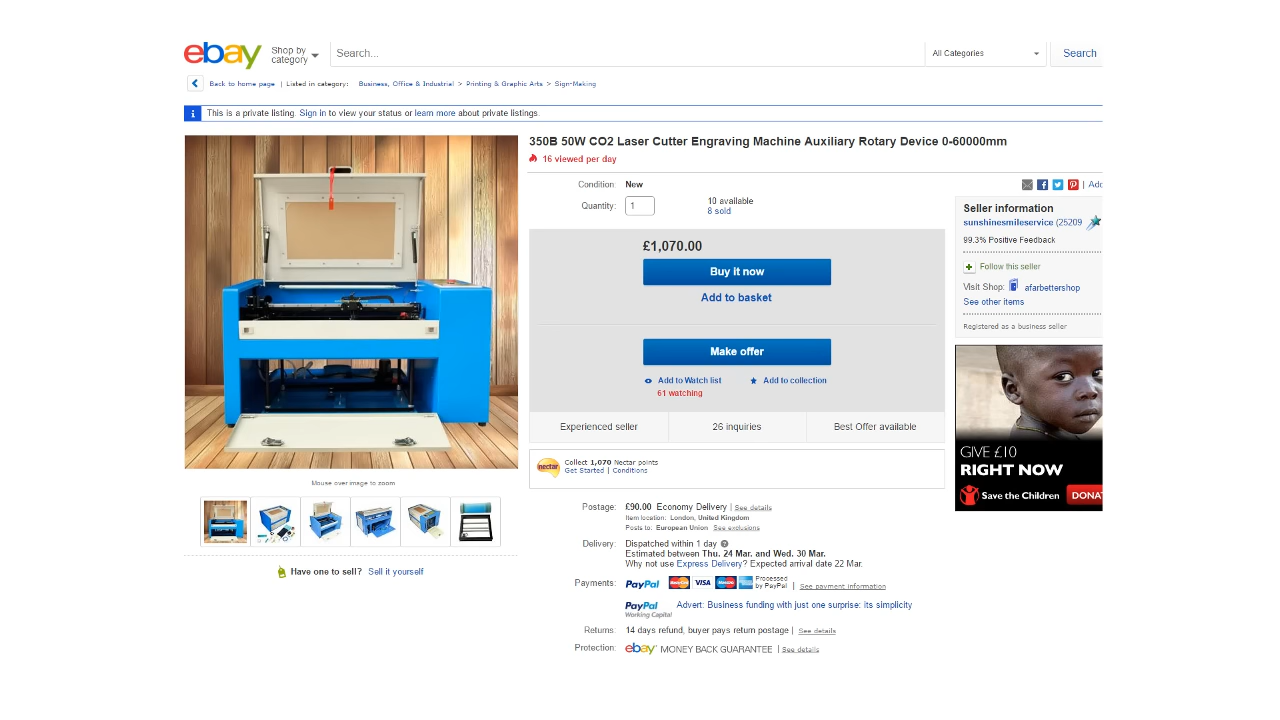 ebay
Shop by
category
Search...
All Categories
Search
Back to home page | Listed in category: Business, Office & Industrial > Printing & Graphic Arts > Sign-Making
i This is a private listing. Sign in to view your status or learn more about private listings.
350B 50W CO2 Laser Cutter Engraving Machine Auxiliary Rotary Device 0-60000mm
16 viewed per day
Condition: New
Quantity: 1
10 available
8 sold
£1,070.00
Buy it now
Add to basket
Make offer
Add to Watch list
Add to collection
61 watching
Experienced seller
26 inquiries
Best Offer available
nectar
Collect 1,070 Nectar points
Get Started | Conditions
Postage: £90.00 Economy Delivery | See details
Item location: London, United Kingdom
Posts to: European Union See exclusions
Delivery: Dispatched within 1 day ?
Estimated between Thu. 24 Mar. and Wed. 30 Mar.
Why not use Express Delivery? Expected arrival date 22 Mar.
Payments: PayPal MasterCard VISA Maestro Processed
by PayPal | See payment information
PayPal
Working Capital
Advert: Business funding with just one surprise: its simplicity
Returns: 14 days refund, buyer pays return postage | See details
Protection: ebay MONEY BACK GUARANTEE | See details
| Add
Seller information
sunshinesmileservice (25209
99.3% Positive Feedback
Follow this seller
Visit Shop: afarbettershop
See other items
Registered as a business seller
GIVE £10
RIGHT NOW
Save the Children
DONAT
Mouse over image to zoom
Have one to sell? Sell it yourself